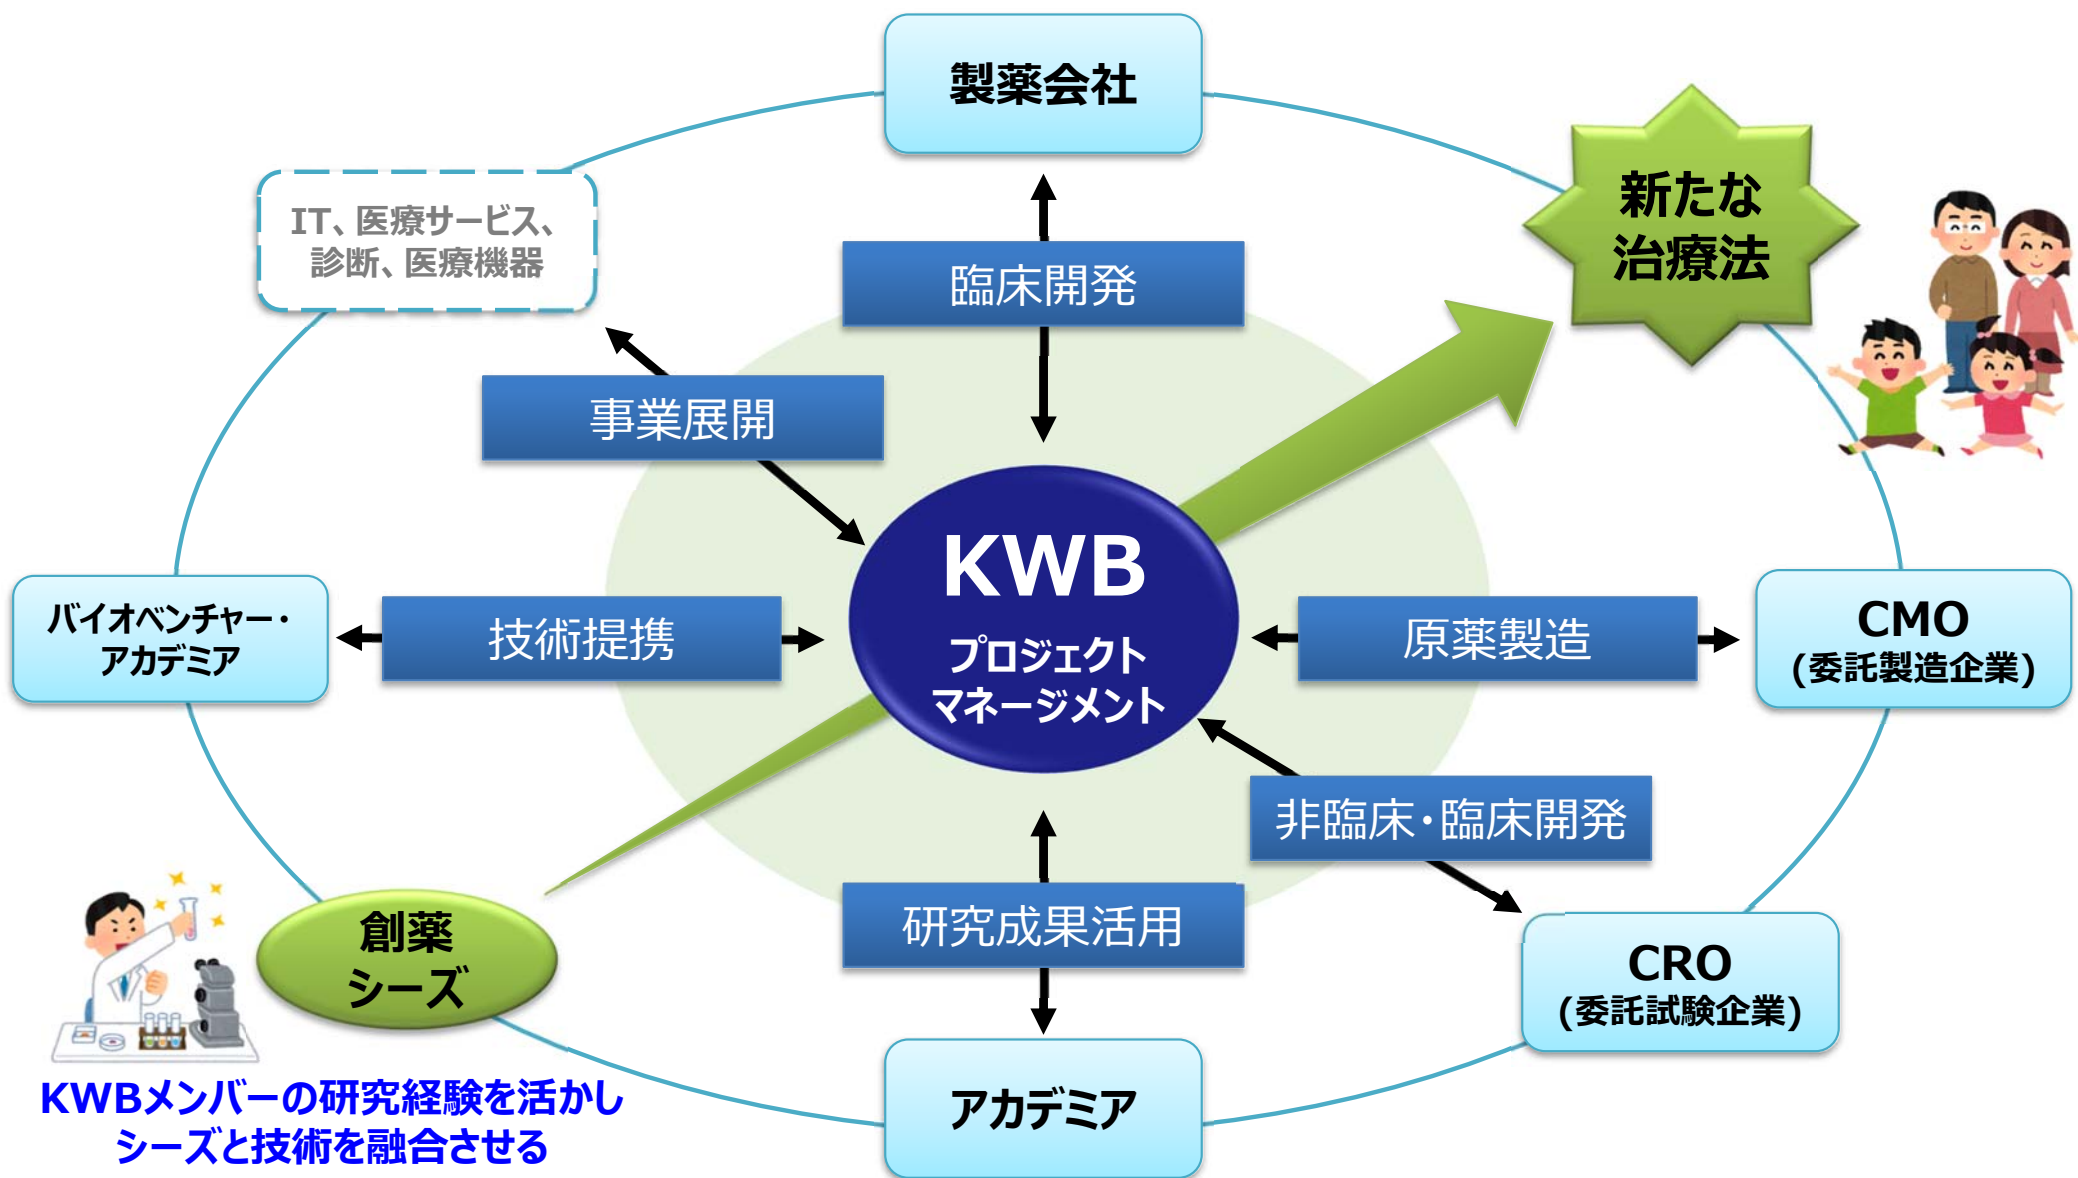 製薬会社
IT、医療サービス、
診断、医療機器
新たな
治療法
臨床開発
事業展開
KWB
プロジェクト
マネージメント
バイオベンチャー・
アカデミア
技術提携
原薬製造
CMO
(委託製造企業)
非臨床・臨床開発
研究成果活用
創薬
シーズ
CRO
(委託試験企業)
アカデミア
KWBメンバーの研究経験を活かし
シーズと技術を融合させる